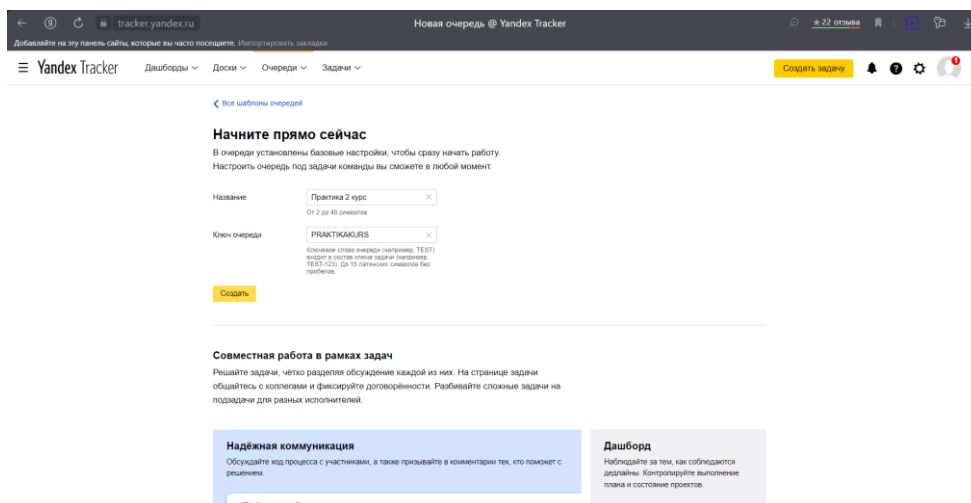 tracker.yandex.ru
Новая очередь @ Yandex Tracker
★22 отзыва
Добавляйте на эту панель сайты, которые вы часто посещаете. Импортировать закладки
Yandex Tracker
Дашборды
Доски
Очереди
Задачи
Создать задачу
1
Все шаблоны очередей
Начните прямо сейчас
В очереди установлены базовые настройки, чтобы сразу начать работу.
Настроить очередь под задачи команды вы сможете в любой момент.
Название
Практика 2 курс
От 2 до 40 символов
Ключ очереди
PRAKTIKAKURS
Ключевое слово очереди (например, TEST)
входит в состав ключа задачи (например,
TEST-123). До 15 латинских символов без
пробелов.
Создать
Совместная работа в рамках задач
Решайте задачи, чётко разделяя обсуждение каждой из них. На странице задачи
общайтесь с коллегами и фиксируйте договорённости. Разбивайте сложные задачи на
подзадачи для разных исполнителей.
Надёжная коммуникация
Обсуждайте ход процесса с участниками, а также призывайте в комментарии тех, кто поможет с
решением.
Дашборд
Наблюдайте за тем, как соблюдаются
дедлайны. Контролируйте выполнение
плана и состояние проектов.